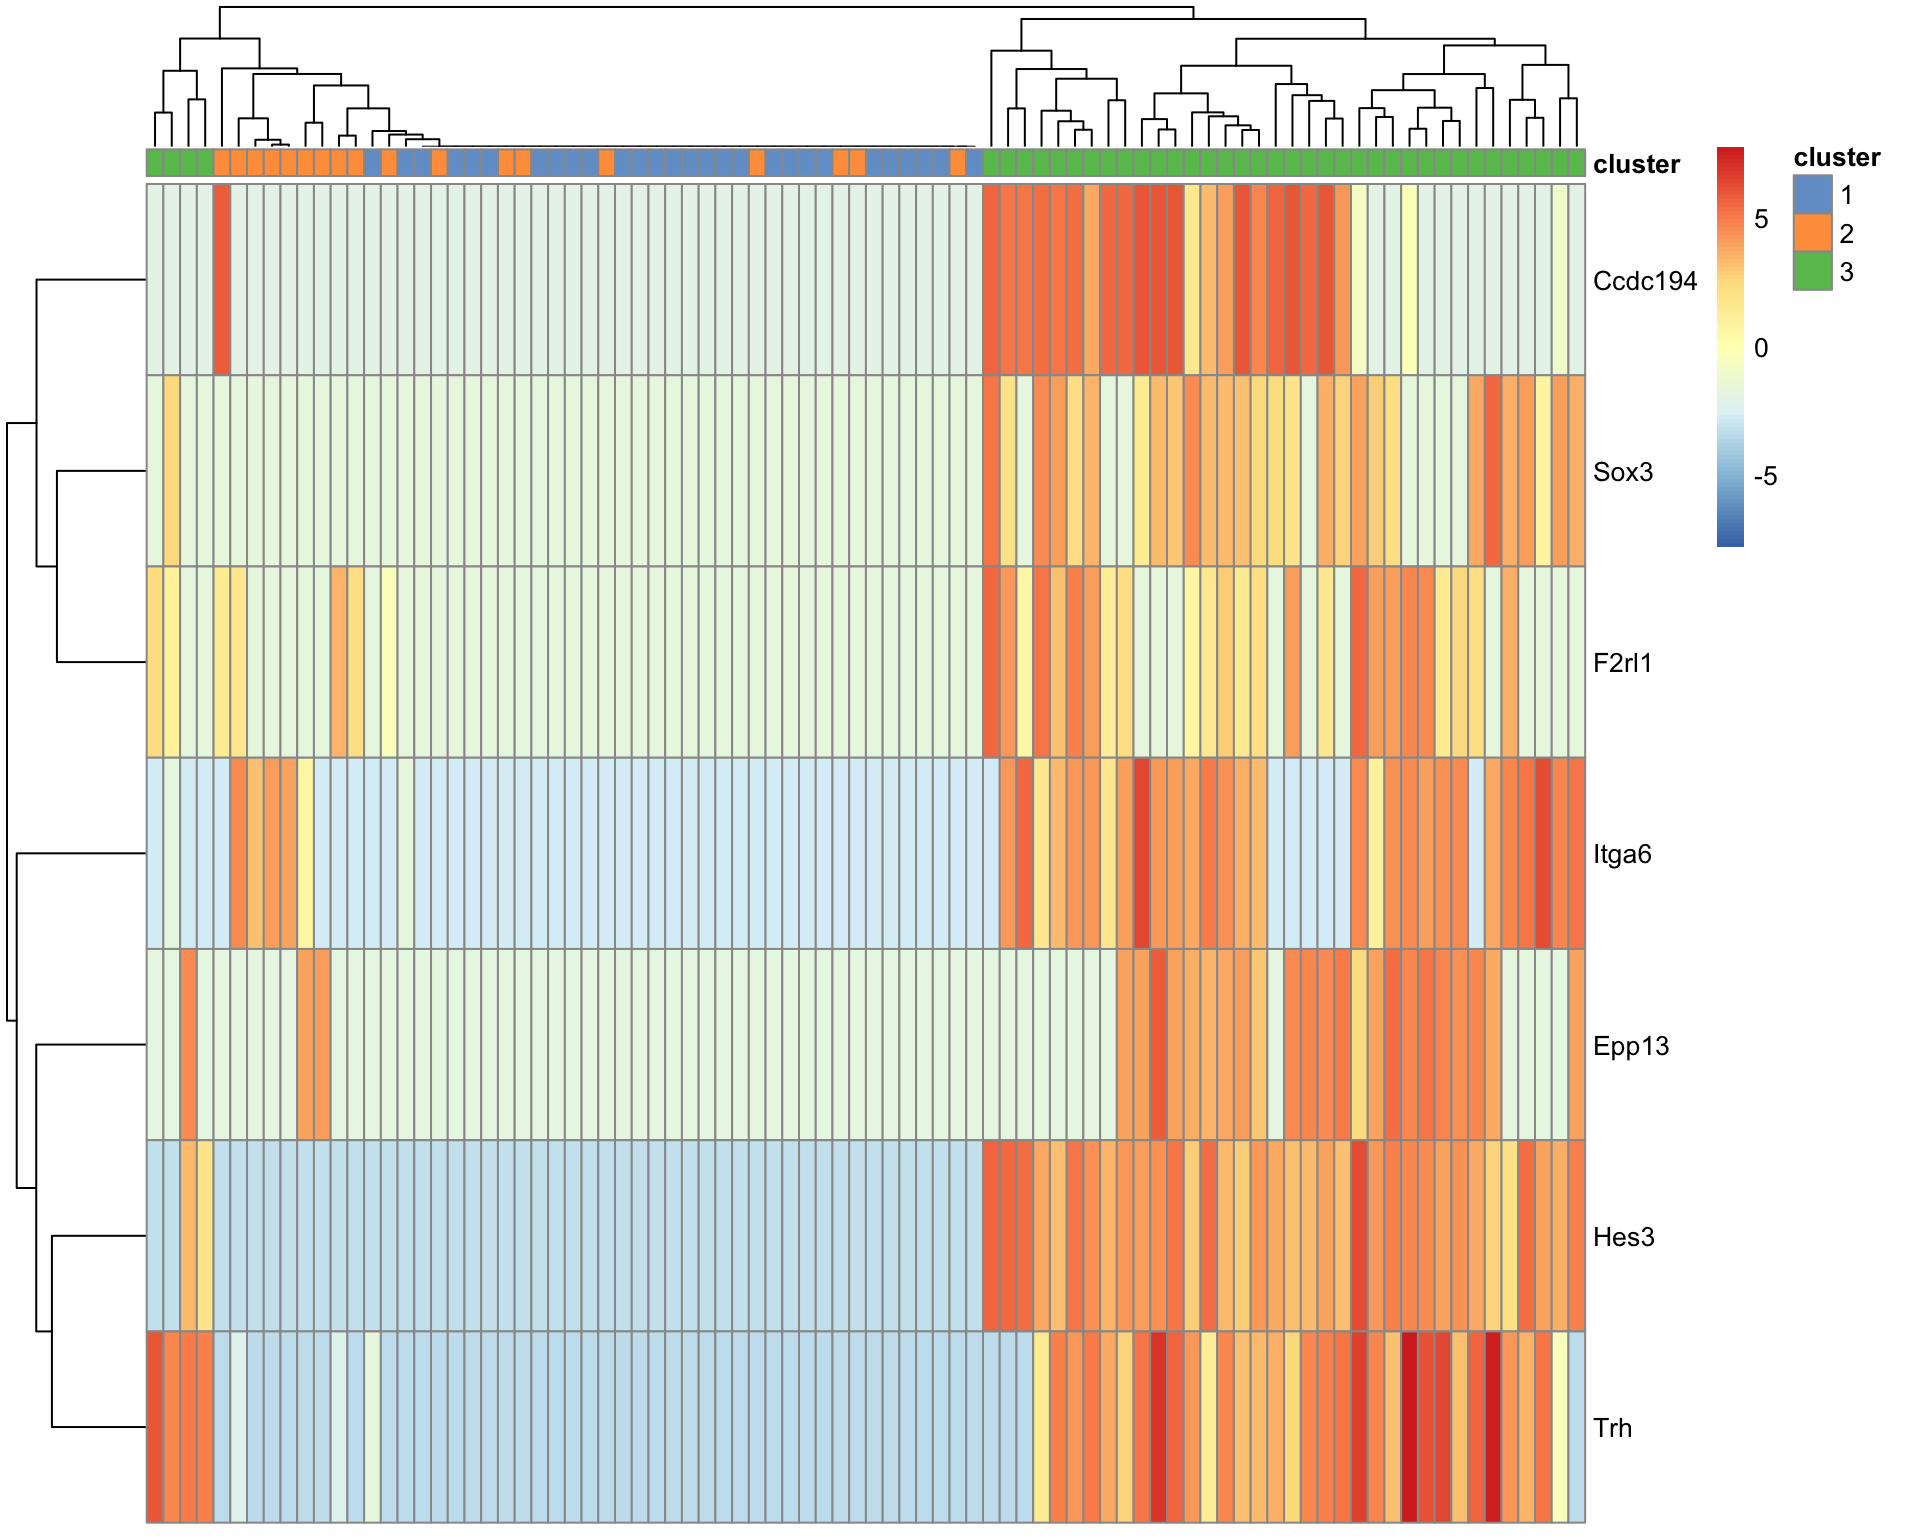 cluster
Ccdc194
Sox3
F2rl1
Itga6
Epp13
Hes3
Trh
5
0
-5
cluster
1
2
3